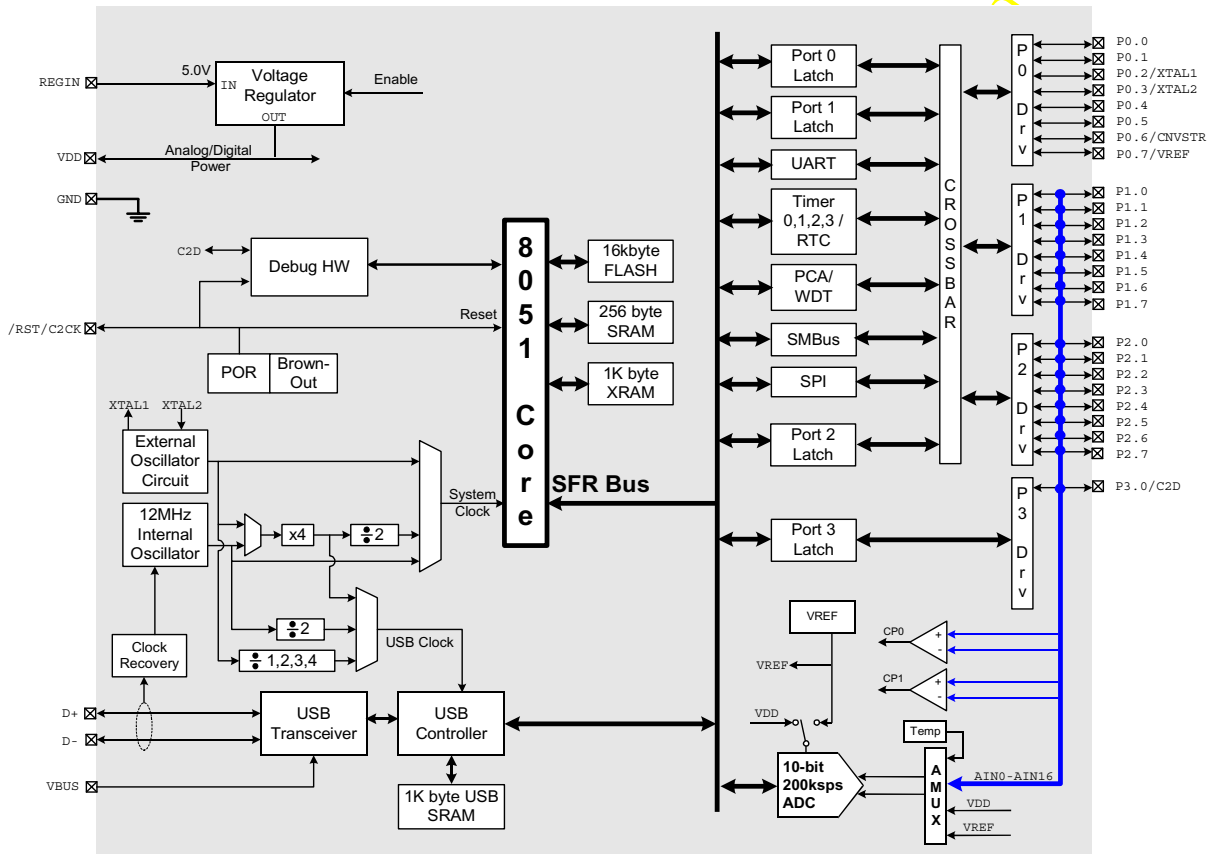 REGIN
5.0V
IN
Voltage
Regulator
OUT
Enable
VDD
Analog/Digital
Power
GND
C2D
Debug HW
/RST/C2CK
Reset
POR
Brown-
Out
XTAL1
XTAL2
External
Oscillator
Circuit
12MHz
Internal
Oscillator
x4
÷2
System
Clock
÷2
÷ 1,2,3,4
USB Clock
Clock
Recovery
D+
D-
VBUS
USB
Transceiver
USB
Controller
1K byte USB
SRAM
8051 Core
16kbyte
FLASH
256 byte
SRAM
1K byte
XRAM
SFR Bus
Port 0
Latch
Port 1
Latch
UART
Timer
0,1,2,3 /
RTC
PCA/
WDT
SMBus
SPI
Port 2
Latch
Port 3
Latch
CROSSBAR
P0 Drv
P1 Drv
P2 Drv
P3 Drv
P0.0
P0.1
P0.2/XTAL1
P0.3/XTAL2
P0.4
P0.5
P0.6/CNVSTR
P0.7/VREF
P1.0
P1.1
P1.2
P1.3
P1.4
P1.5
P1.6
P1.7
P2.0
P2.1
P2.2
P2.3
P2.4
P2.5
P2.6
P2.7
P3.0/C2D
VREF
VREF
VDD
CP0
+
-
CP1
+
-
Temp
10-bit
200ksps
ADC
AMUX
AIN0-AIN16
VDD
VREF